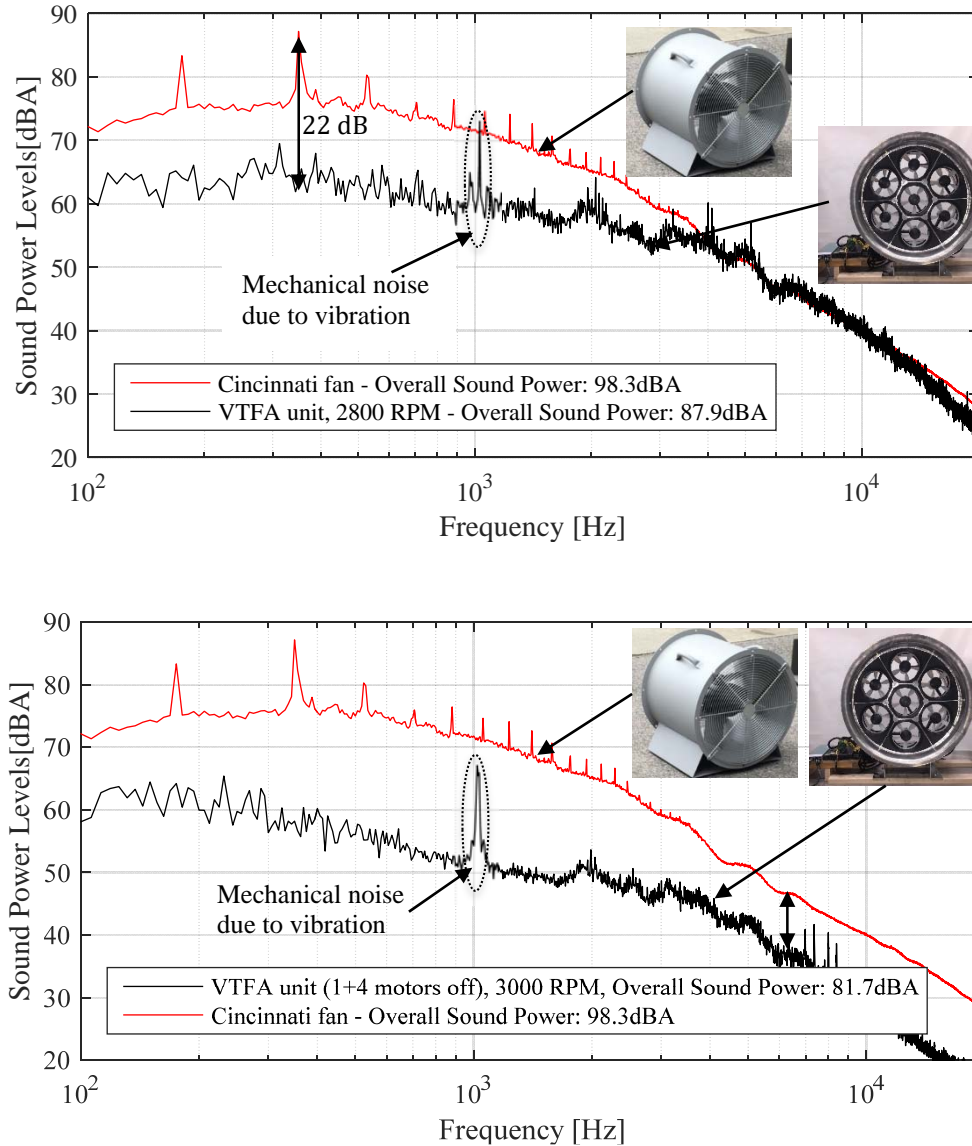 90
80
70
60
50
40
30
20
Sound Power Levels[dBA]
22 dB
Mechanical noise
due to vibration
Cincinnati fan - Overall Sound Power: 98.3dBA
VTFA unit, 2800 RPM - Overall Sound Power: 87.9dBA
10²
10³
10⁴
Frequency [Hz]
90
80
70
60
50
40
30
20
Sound Power Levels[dBA]
Mechanical noise
due to vibration
VTFA unit (1+4 motors off), 3000 RPM, Overall Sound Power: 81.7dBA
Cincinnati fan - Overall Sound Power: 98.3dBA
10²
10³
10⁴
Frequency [Hz]